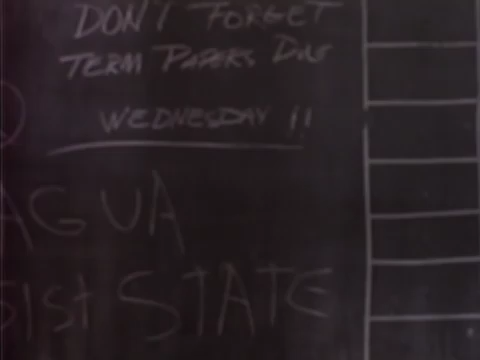 DON'T FORGET
TERM PAPERS DUE
WEDNESDAY !!
AGUA
SIST STATE